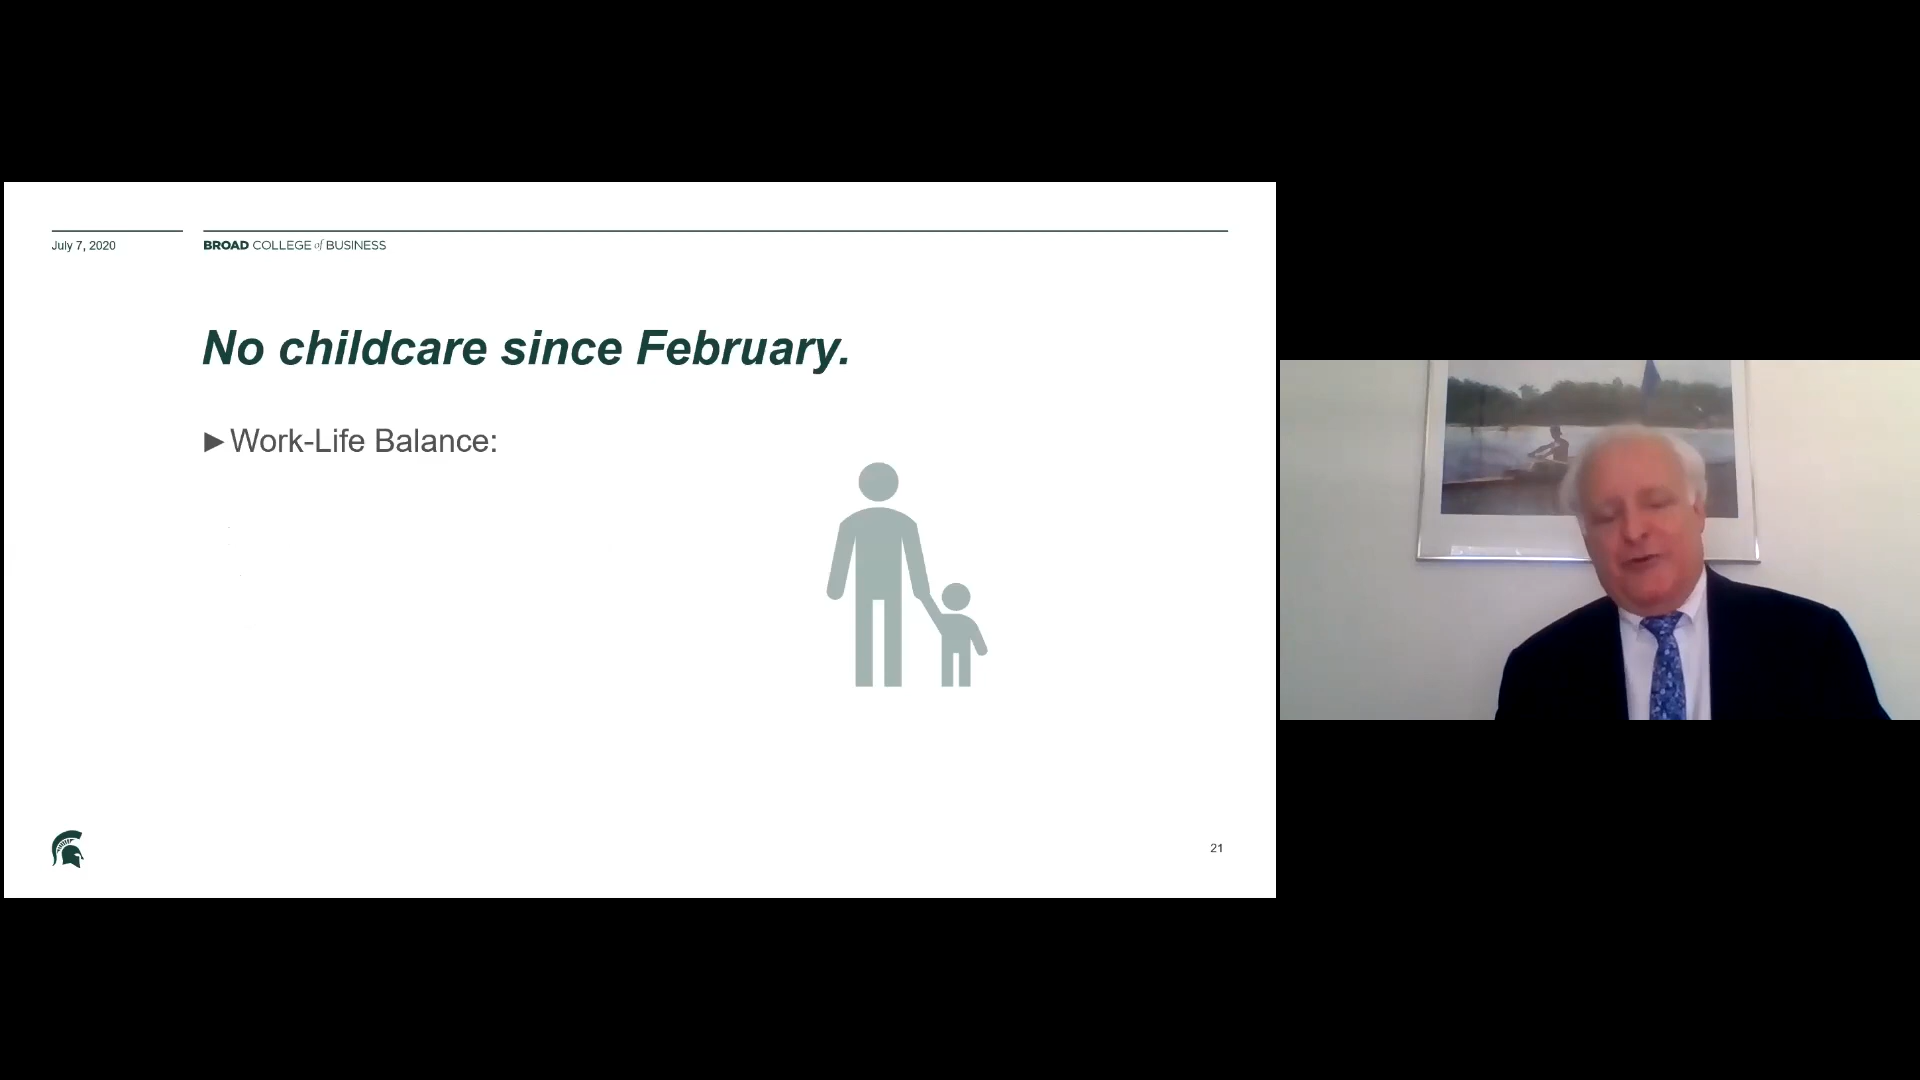 July 7, 2020
BROAD COLLEGE of BUSINESS
No childcare since February.
►Work-Life Balance:
21